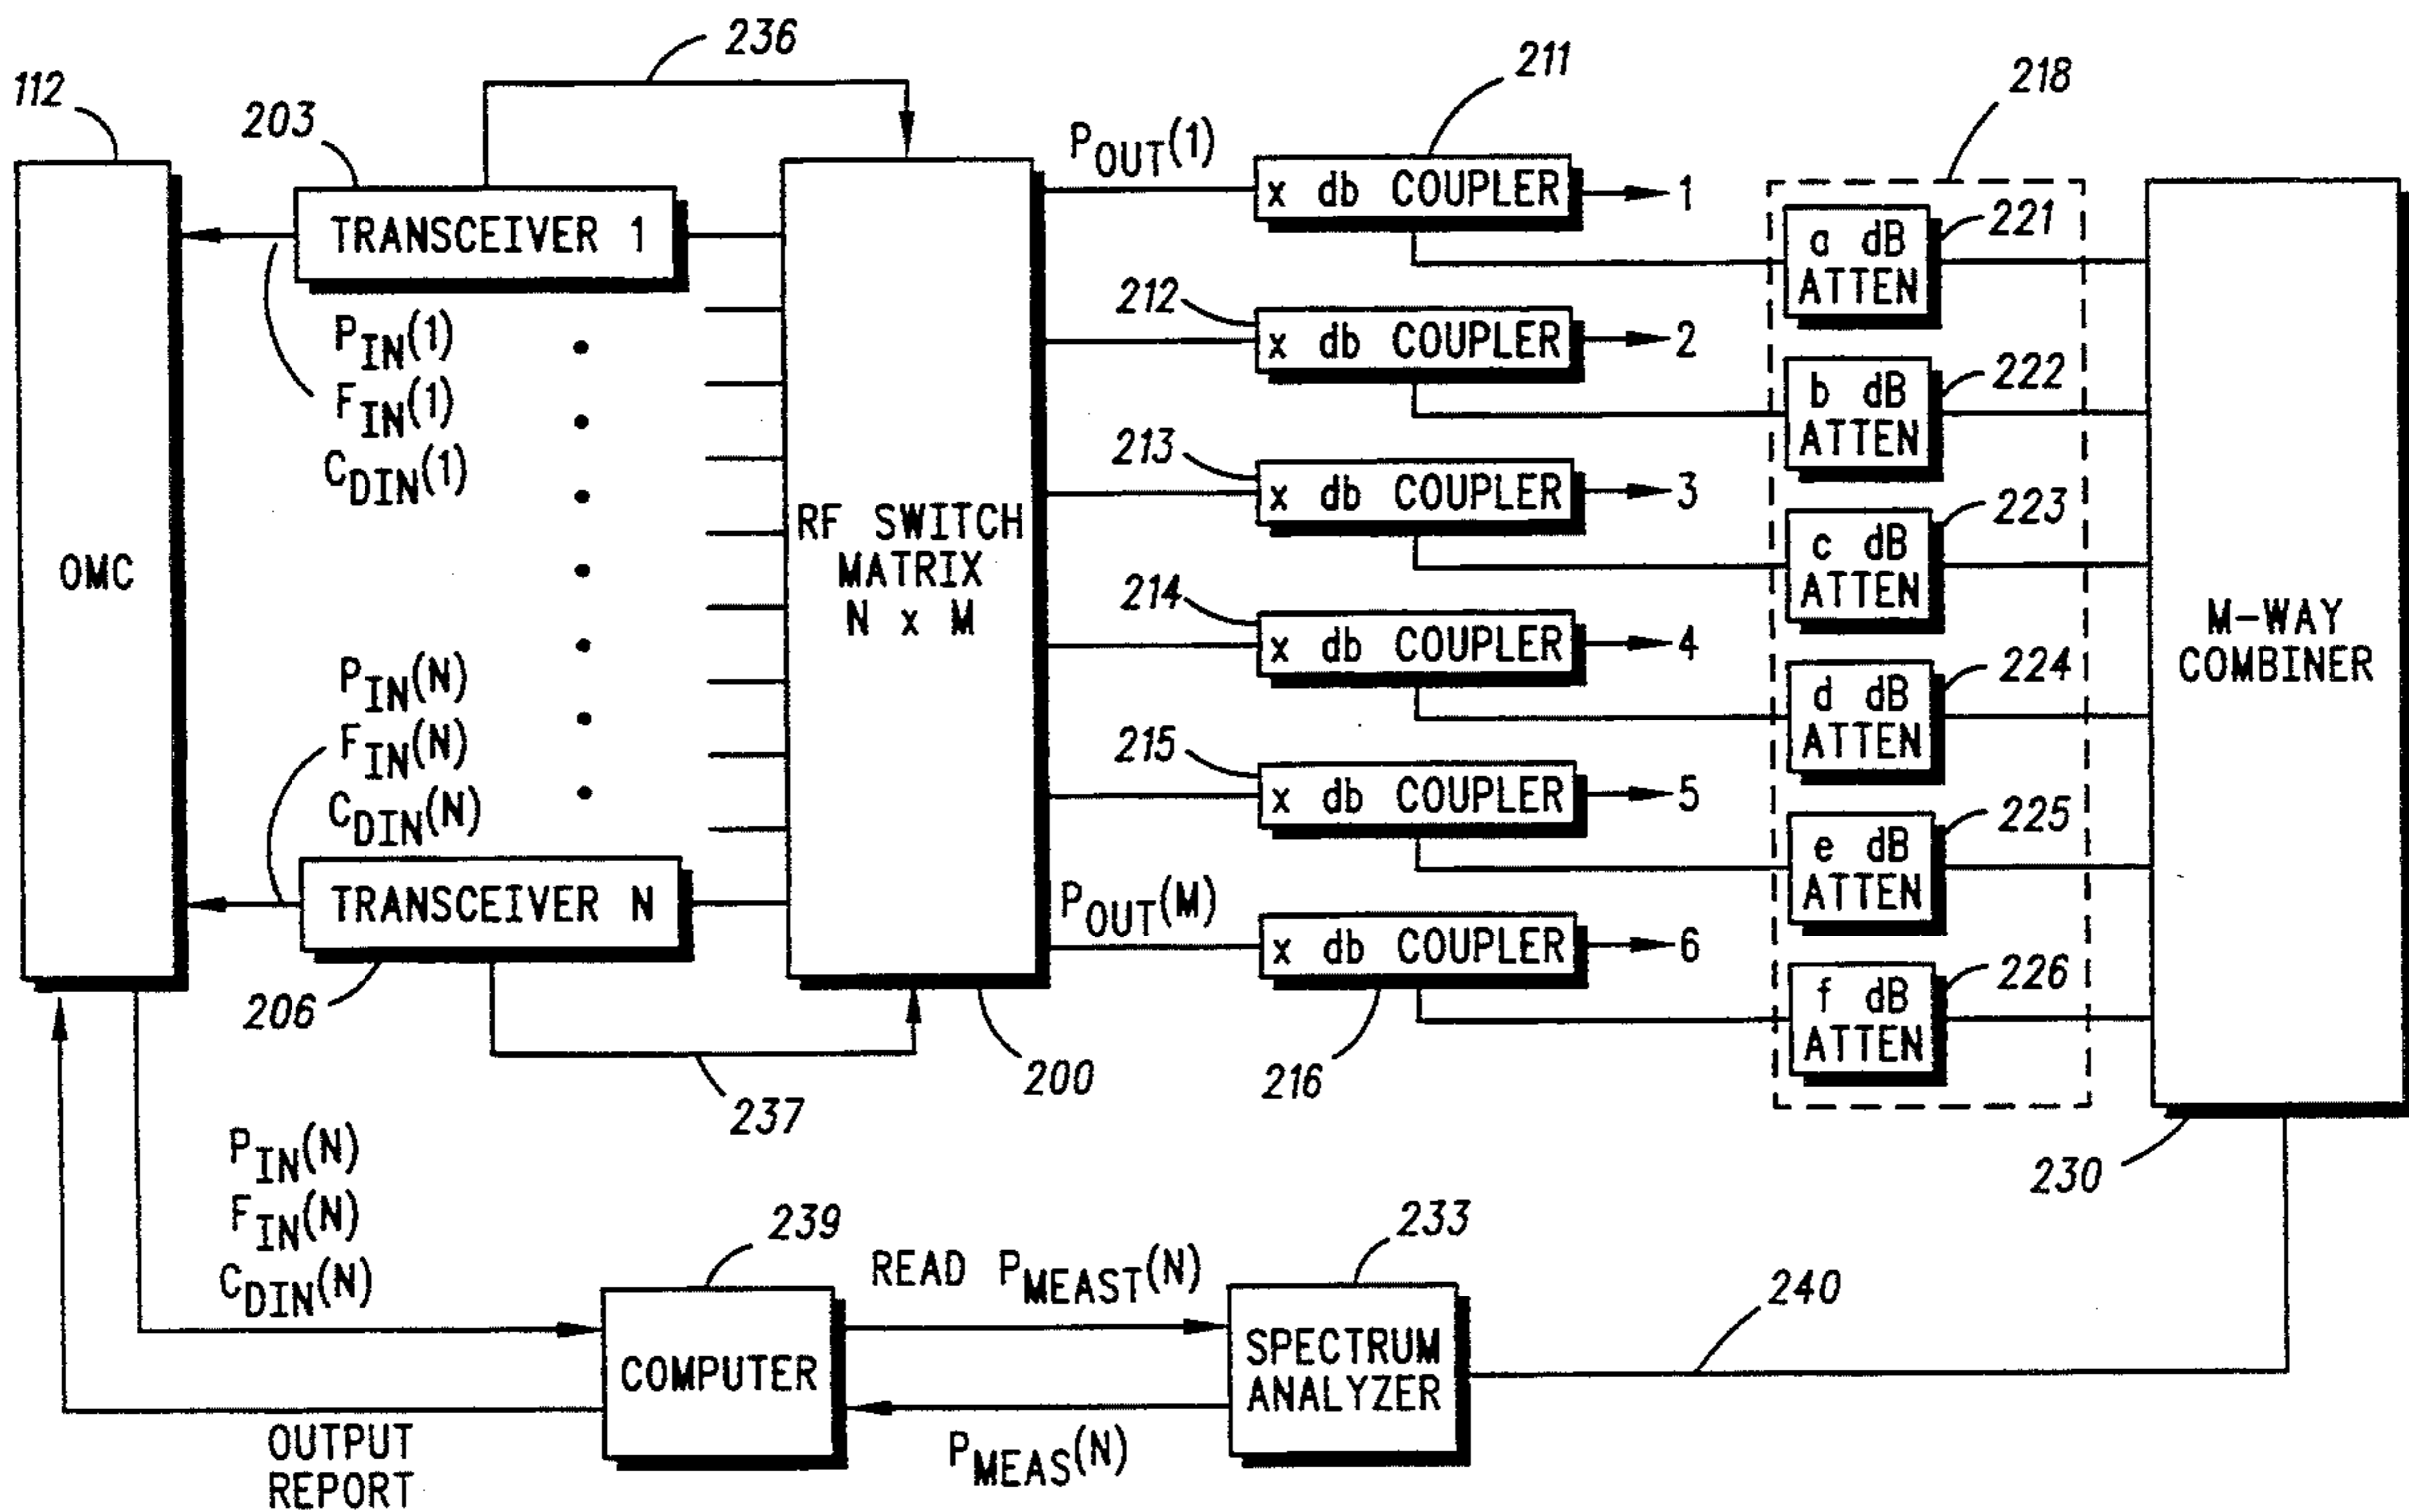 236
211
218
112
203
P_OUT(1)
x db COUPLER
1
TRANSCEIVER 1
a dB
ATTEN
221
P_IN(1)
F_IN(1)
C_DIN(1)
212
x db COUPLER
2
b dB
ATTEN
222
213
x db COUPLER
3
c dB
ATTEN
223
OMC
RF SWITCH
MATRIX
N x M
214
x db COUPLER
4
d dB
ATTEN
224
M-WAY
COMBINER
P_IN(N)
F_IN(N)
C_DIN(N)
215
x db COUPLER
5
e dB
ATTEN
225
TRANSCEIVER N
P_OUT(M)
x db COUPLER
6
f dB
ATTEN
226
206
237
200
216
230
P_IN(N)
F_IN(N)
C_DIN(N)
239
READ P_MEAST(N)
233
240
COMPUTER
SPECTRUM
ANALYZER
OUTPUT
REPORT
P_MEAS(N)